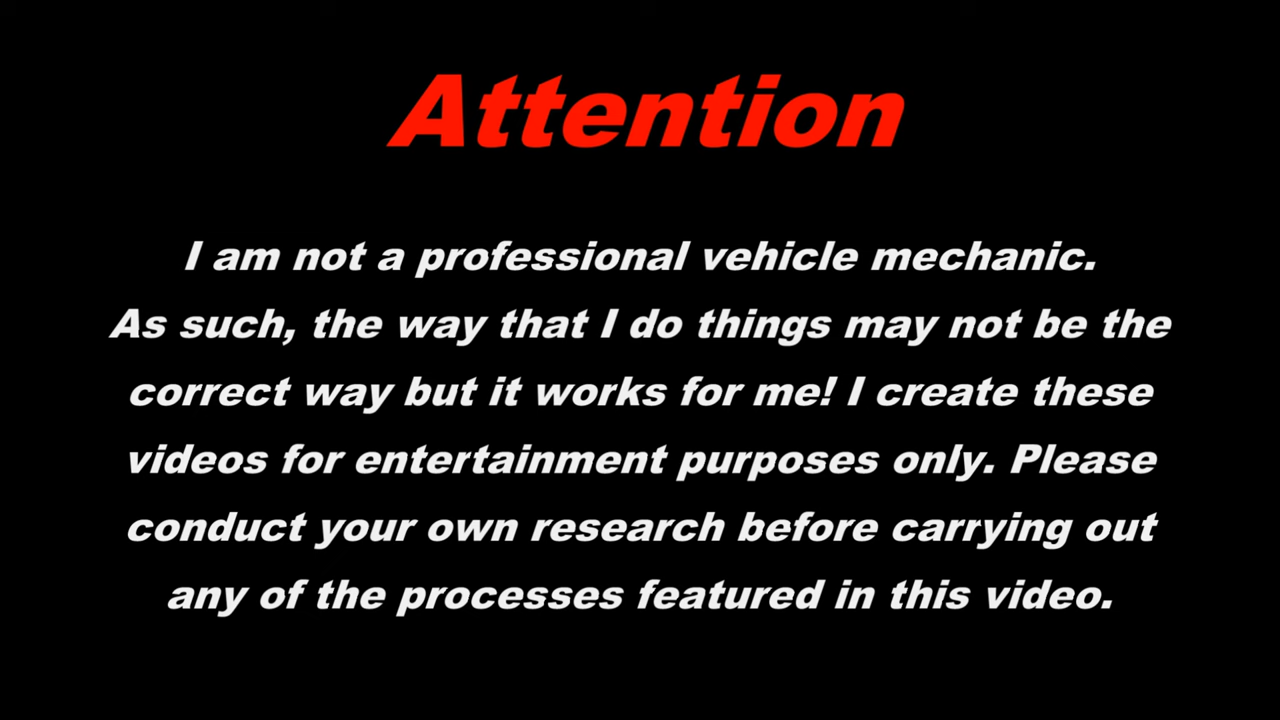 Attention
I am not a professional vehicle mechanic.
As such, the way that I do things may not be the
correct way but it works for me! I create these
videos for entertainment purposes only. Please
conduct your own research before carrying out
any of the processes featured in this video.